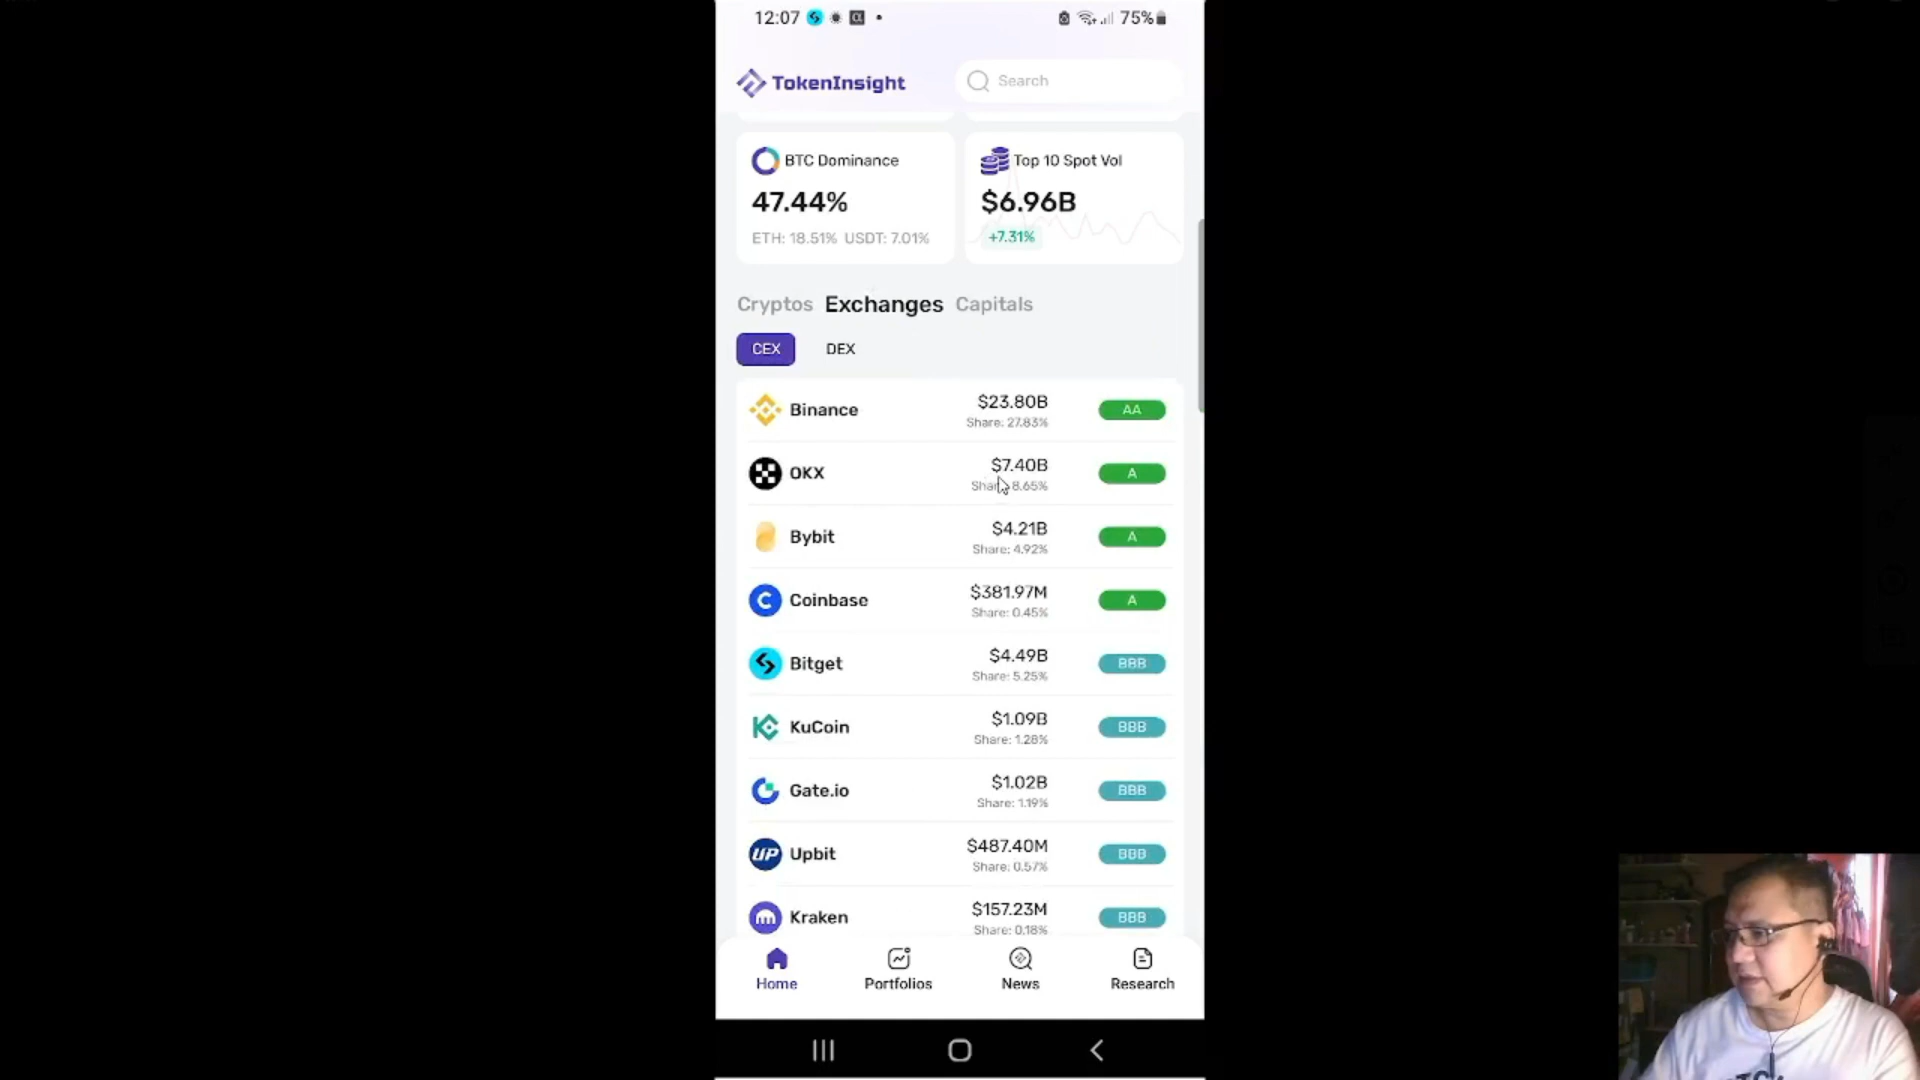 12:07
75%
TokenInsight
Search
BTC Dominance
47.44%
ETH: 18.51% USDT: 7.01%
Top 10 Spot Vol
$6.96B
+7.31%
Cryptos Exchanges Capitals
CEX DEX
Binance $23.80B AA
Share: 27.83%
OKX $7.40B A
Share: 8.65%
Bybit $4.21B A
Share: 4.92%
Coinbase $381.97M A
Share: 0.45%
Bitget $4.49B BBB
Share: 5.25%
KuCoin $1.09B BBB
Share: 1.28%
Gate.io $1.02B BBB
Share: 1.19%
UP Upbit $487.40M BBB
Share: 0.57%
Kraken $157.23M BBB
Share: 0.18%
Home Portfolios News Research